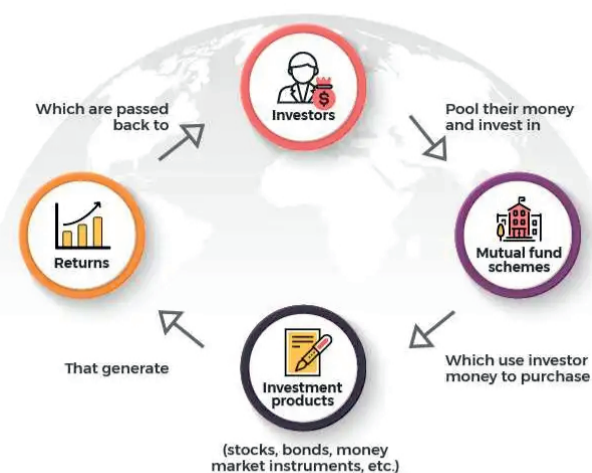 Investors
$
Pool their money
and invest in
Mutual fund
schemes
Which use investor
money to purchase
Investment
products
(stocks, bonds, money
market instruments, etc.)
That generate
Returns
Which are passed
back to